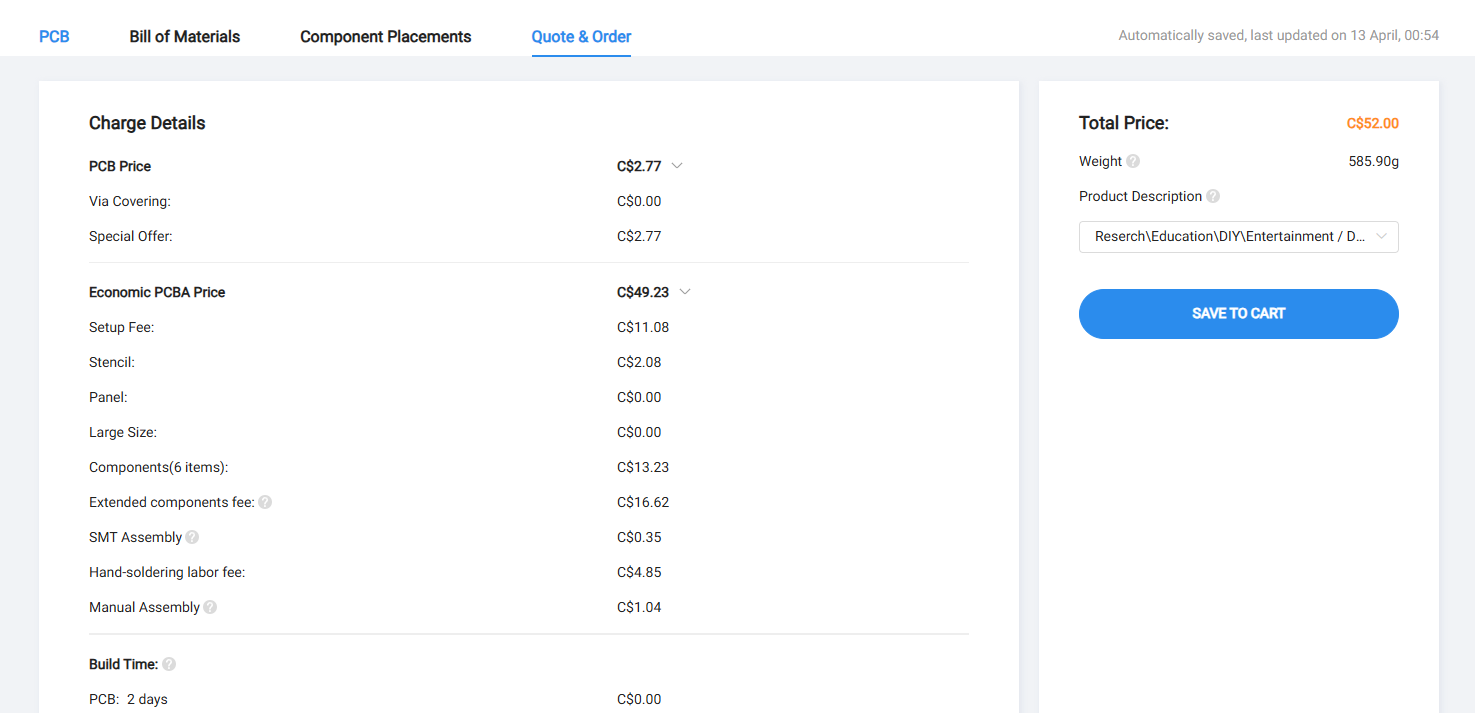 PCB Bill of Materials Component Placements Quote & Order Automatically saved, last updated on 13 April, 00:54
Charge Details
PCB Price C$2.77
Via Covering: C$0.00
Special Offer: C$2.77
Economic PCBA Price C$49.23
Setup Fee: C$11.08
Stencil: C$2.08
Panel: C$0.00
Large Size: C$0.00
Components(6 items): C$13.23
Extended components fee: ? C$16.62
SMT Assembly ? C$0.35
Hand-soldering labor fee: C$4.85
Manual Assembly ? C$1.04
Build Time: ?
PCB: 2 days C$0.00
Total Price: C$52.00
Weight ? 585.90g
Product Description ?
Reserch\Education\DIY\Entertainment / D...
SAVE TO CART